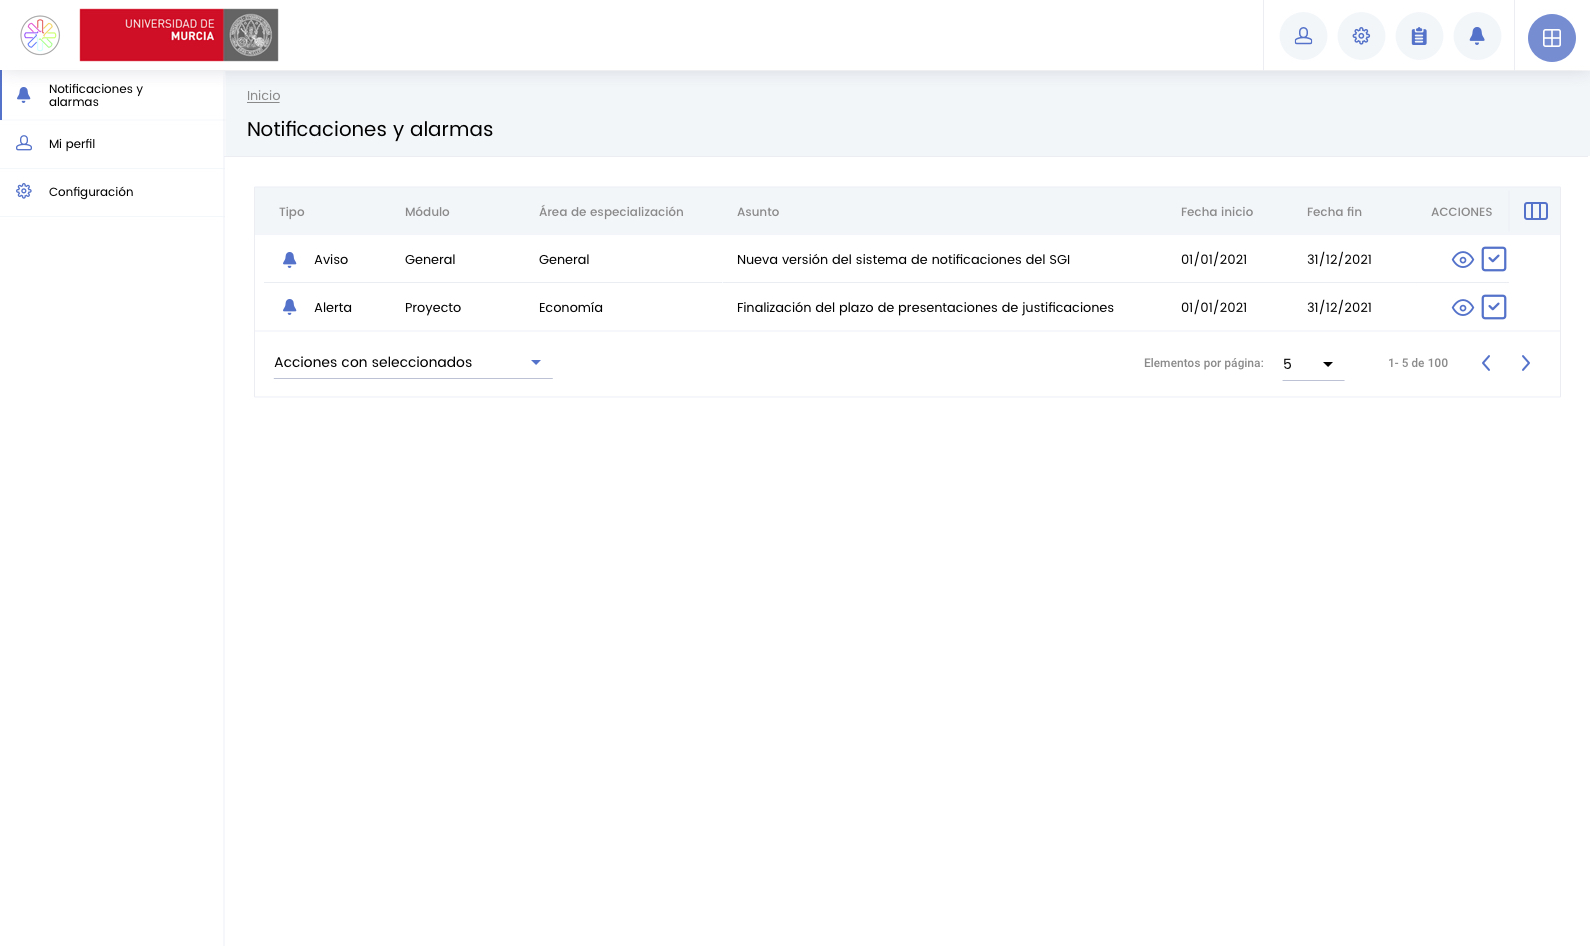 UNIVERSIDAD DE
MURCIA
Notificaciones y
alarmas
Mi perfil
Configuración
Inicio
Notificaciones y alarmas
Tipo Módulo Área de especialización Asunto Fecha inicio Fecha fin ACCIONES
Aviso General General Nueva versión del sistema de notificaciones del SGI 01/01/2021 31/12/2021
Alerta Proyecto Economía Finalización del plazo de presentaciones de justificaciones 01/01/2021 31/12/2021
Acciones con seleccionados Elementos por página: 5 1- 5 de 100